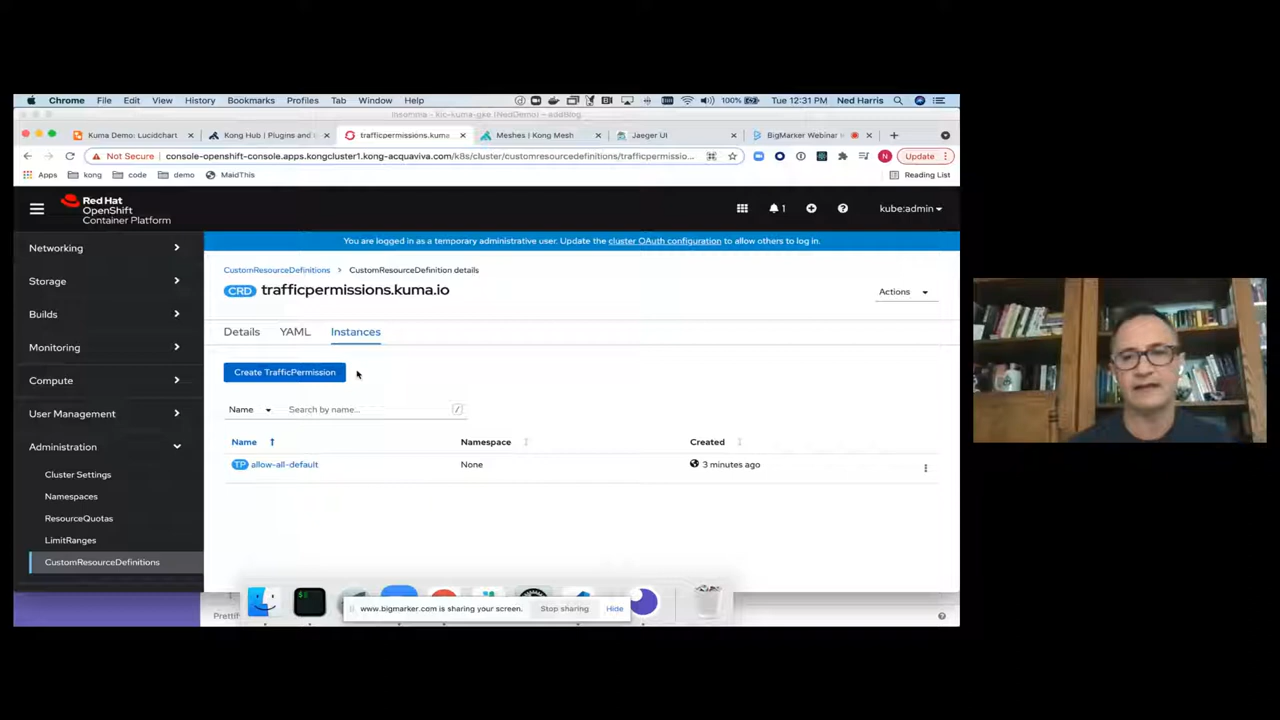 Chrome File Edit View History Bookmarks Profiles Tab Window Help 100% Tue 12:31 PM Ned Harris
Insomnia - kic-kuma-gke (NedDemo) - addBlog
Kuma Demo: Lucidchart Kong Hub | Plugins and trafficpermissions.kuma Meshes | Kong Mesh Jaeger UI BigMarker Webinar
Not Secure console-openshift-console.apps.kongcluster1.kong-acquaviva.com/k8s/cluster/customresourcedefinitions/trafficpermissio... N Update
Apps kong code demo MaidThis Reading List
Red Hat
OpenShift
Container Platform
1
kube:admin
You are logged in as a temporary administrative user. Update the cluster OAuth configuration to allow others to log in.
Networking
Storage
Builds
Monitoring
Compute
User Management
Administration
Cluster Settings
Namespaces
ResourceQuotas
LimitRanges
CustomResourceDefinitions
CustomResourceDefinitions > CustomResourceDefinition details
CRD trafficpermissions.kuma.io
Actions
Details YAML Instances
Create TrafficPermission
Name Search by name... /
Name Namespace Created
TP allow-all-default None 3 minutes ago
www.bigmarker.com is sharing your screen. Stop sharing Hide